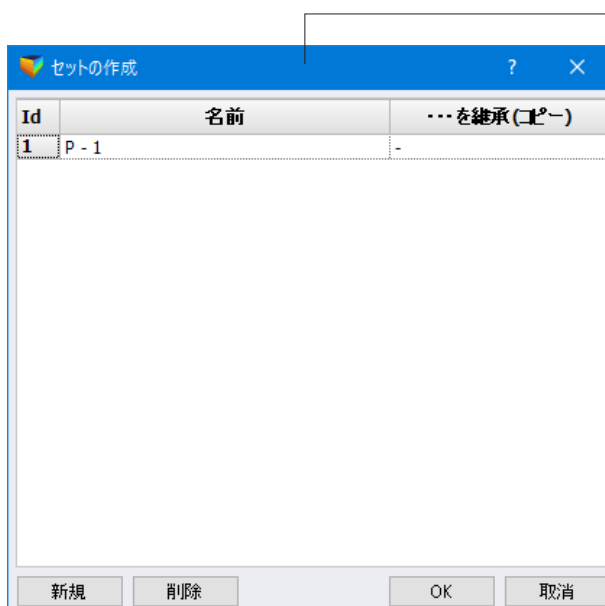 セットの作成 ? ×
Id 名前 ･･･を継承(コピー)
1 P - 1 -
新規 削除 OK 取消